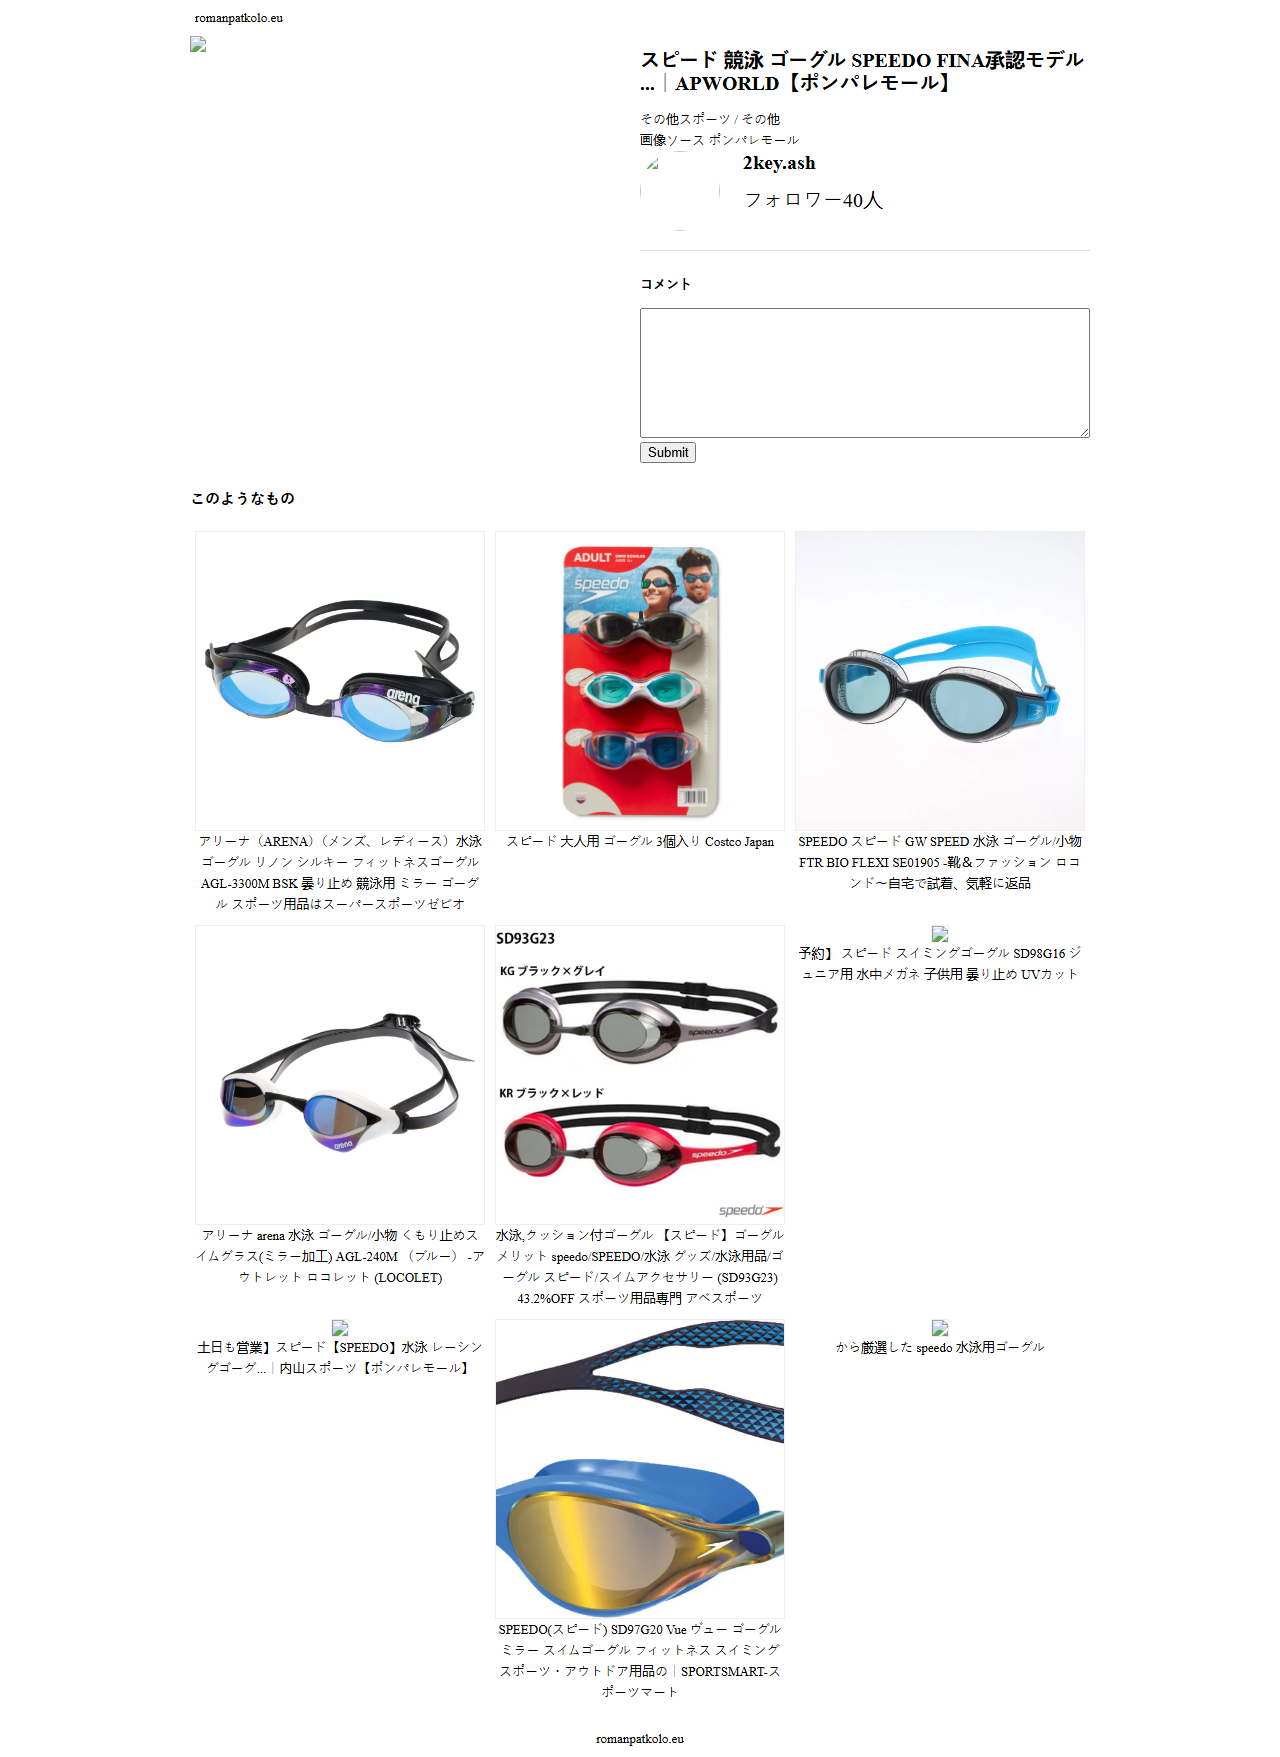 romanpatkolo.eu
スピード 競泳 ゴーグル SPEEDO FINA承認モデル
...｜APWORLD【ポンパレモール】
その他スポーツ / その他
画像ソース ポンパレモール
2key.ash
フォロワー40人
コメント
Submit
このようなもの
ADULT
speedo
arena
アリーナ（ARENA）（メンズ、レディース）水泳
ゴーグル リノン シルキー フィットネスゴーグル
AGL-3300M BSK 曇り止め 競泳用 ミラー ゴーグ
ル スポーツ用品はスーパースポーツゼビオ
スピード 大人用 ゴーグル 3個入り Costco Japan
SPEEDO スピード GW SPEED 水泳 ゴーグル/小物
FTR BIO FLEXI SE01905 -靴＆ファッション ロコ
ンド〜自宅で試着、気軽に返品
arena
SD93G23
KG ブラック×グレイ
speedo
KR ブラック×レッド
speedo
speedo
アリーナ arena 水泳 ゴーグル/小物 くもり止めス
イムグラス(ミラー加工) AGL-240M （ブルー） -ア
ウトレット ロコレット (LOCOLET)
水泳,クッション付ゴーグル 【スピード】ゴーグル
メリット speedo/SPEEDO/水泳 グッズ/水泳用品/ゴ
ーグル スピード/スイムアクセサリー (SD93G23)
43.2%OFF スポーツ用品専門 アベスポーツ
予約】 スピード スイミングゴーグル SD98G16 ジ
ュニア用 水中メガネ 子供用 曇り止め UVカット
土日も営業】スピード【SPEEDO】水泳 レーシン
グゴーグ...｜内山スポーツ【ポンパレモール】
SPEEDO(スピード) SD97G20 Vue ヴュー ゴーグル
ミラー スイムゴーグル フィットネス スイミング
スポーツ・アウトドア用品の｜SPORTSMART-ス
ポーツマート
から厳選した speedo 水泳用ゴーグル
romanpatkolo.eu